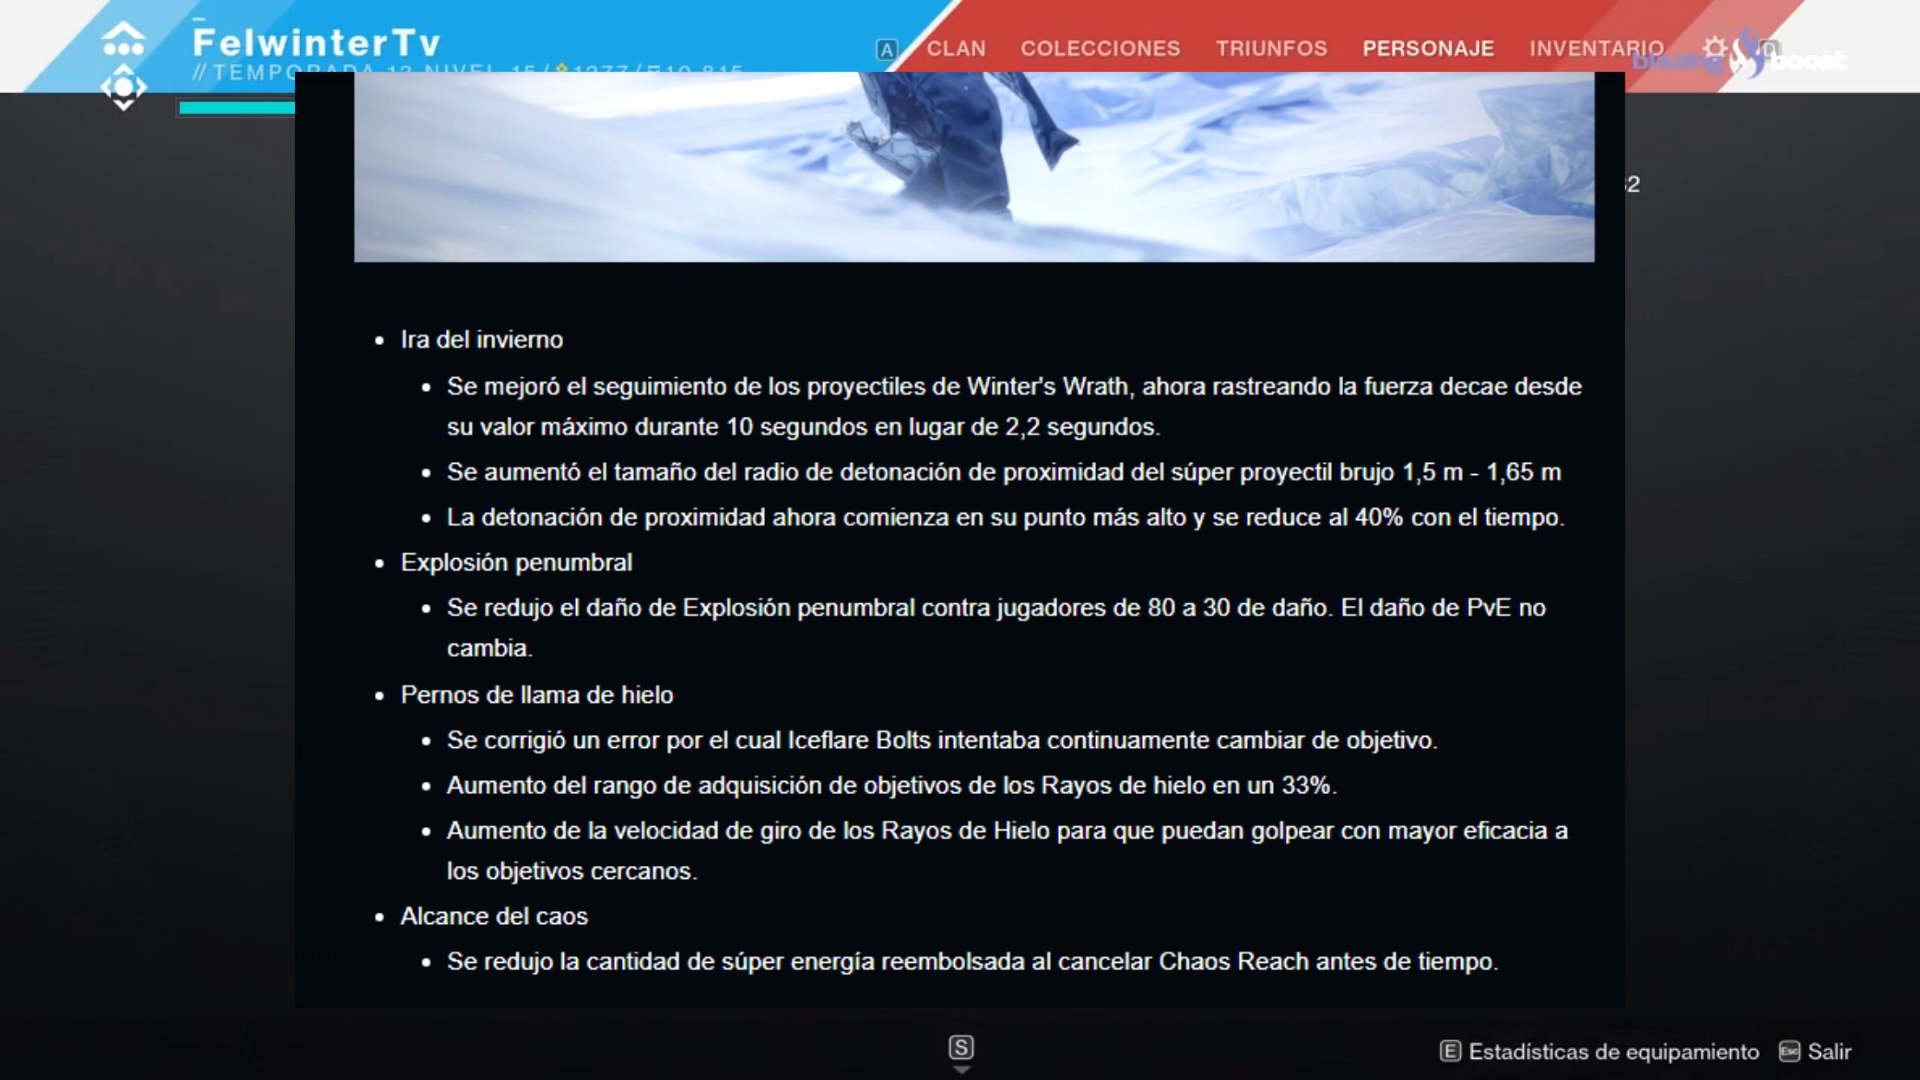 FelwinterTv
A CLAN COLECCIONES TRIUNFOS PERSONAJE INVENTARIO
// TEMPORADA 13 NIVEL 15
boost
Ira del invierno
Se mejoró el seguimiento de los proyectiles de Winter's Wrath, ahora rastreando la fuerza decae desde
su valor máximo durante 10 segundos en lugar de 2,2 segundos.
Se aumentó el tamaño del radio de detonación de proximidad del súper proyectil brujo 1,5 m - 1,65 m
La detonación de proximidad ahora comienza en su punto más alto y se reduce al 40% con el tiempo.
Explosión penumbral
Se redujo el daño de Explosión penumbral contra jugadores de 80 a 30 de daño. El daño de PvE no
cambia.
Pernos de llama de hielo
Se corrigió un error por el cual Iceflare Bolts intentaba continuamente cambiar de objetivo.
Aumento del rango de adquisición de objetivos de los Rayos de hielo en un 33%.
Aumento de la velocidad de giro de los Rayos de Hielo para que puedan golpear con mayor eficacia a
los objetivos cercanos.
Alcance del caos
Se redujo la cantidad de súper energía reembolsada al cancelar Chaos Reach antes de tiempo.
S
E Estadísticas de equipamiento Esc Salir